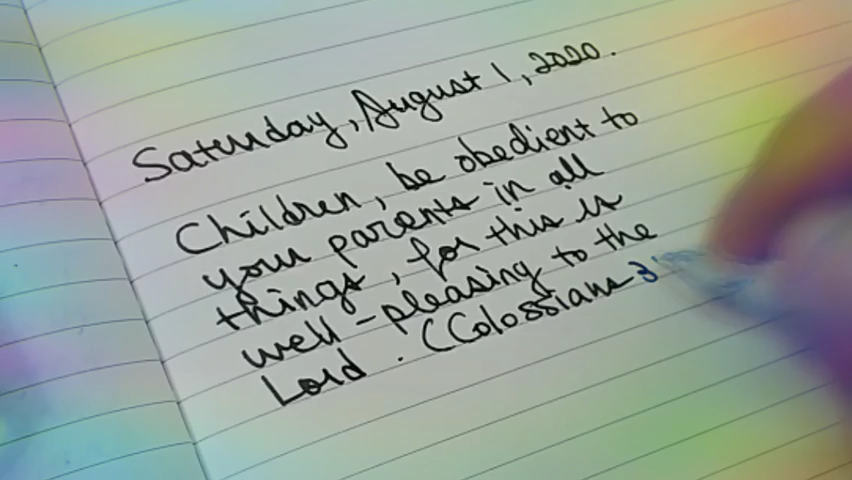 Saturday, August 1, 2020.
Children, be obedient to
your parents in all
things, for this is
well-pleasing to the
Lord. (Colossians 3: